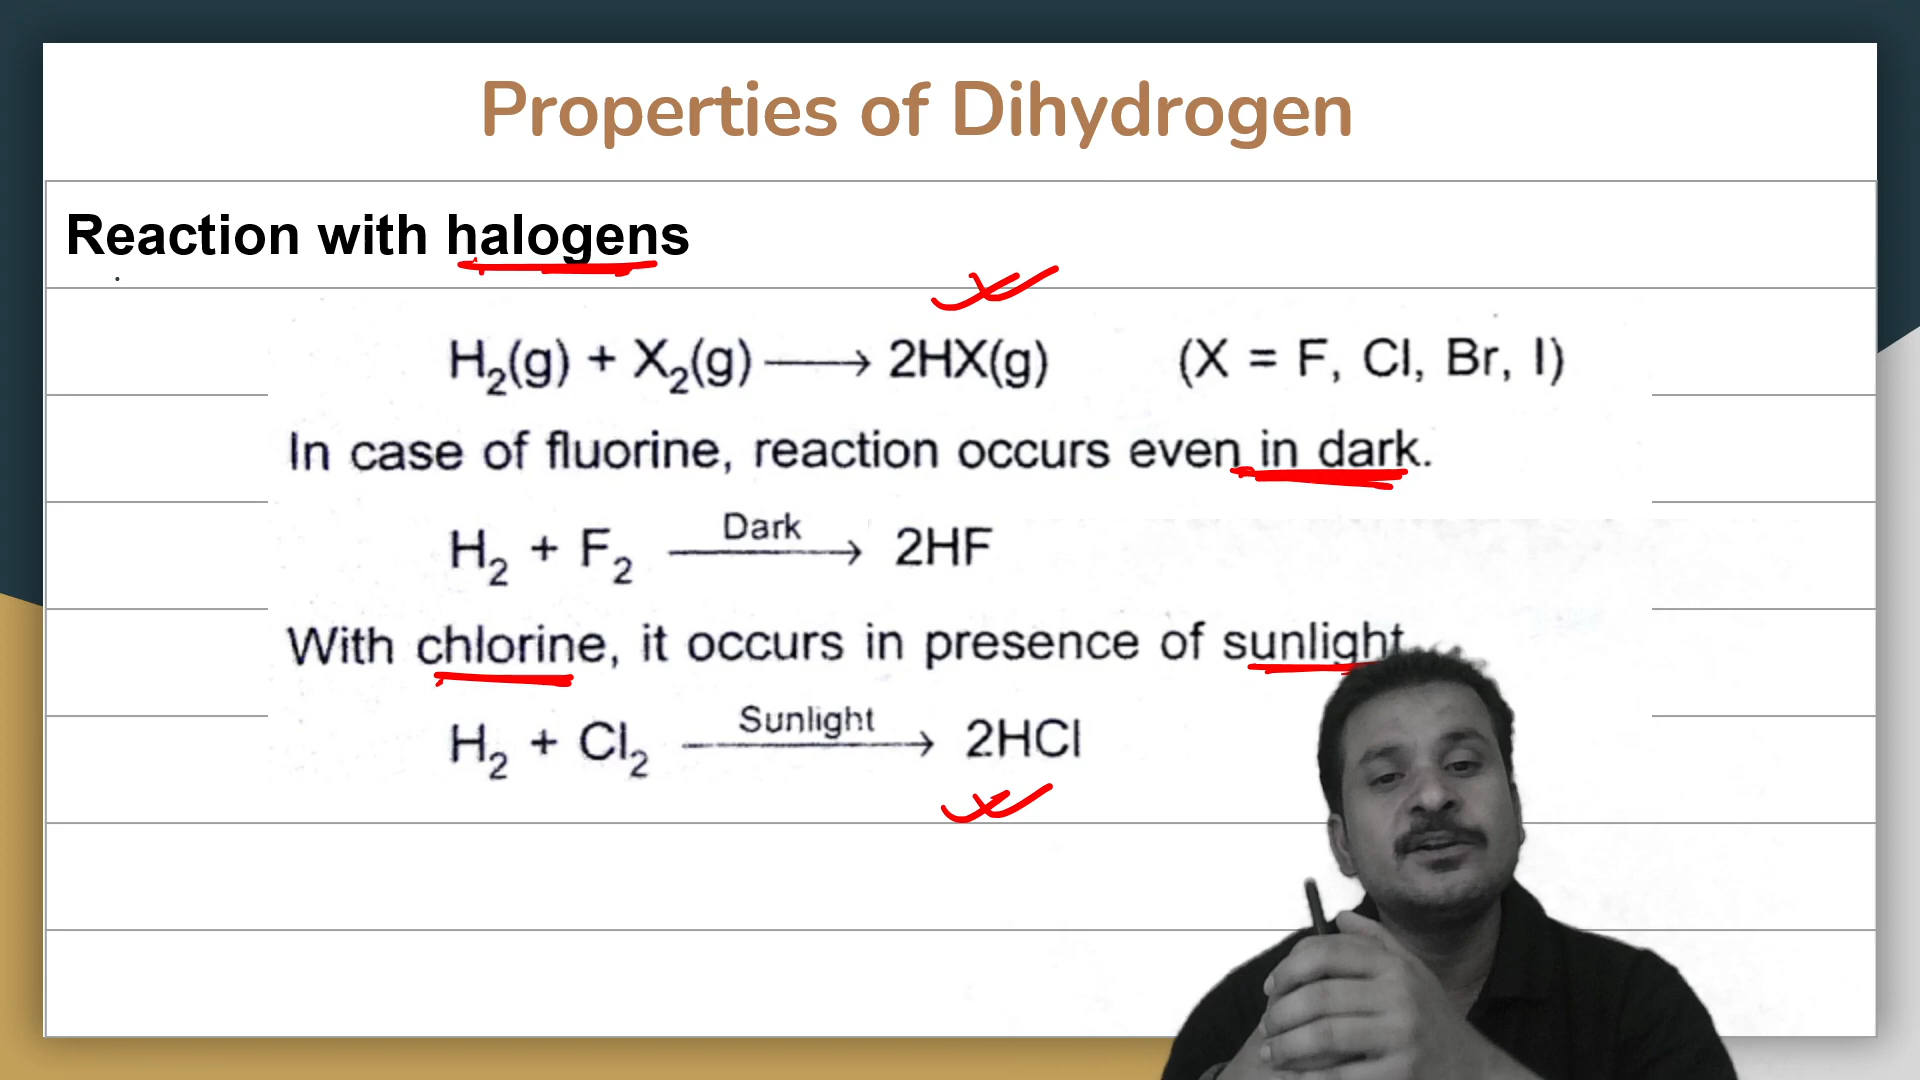 Properties of Dihydrogen
Reaction with halogens
H₂(g) + X₂(g) ⟶ 2HX(g) (X = F, Cl, Br, I)
In case of fluorine, reaction occurs even in dark.
Dark
H₂ + F₂ ⟶ 2HF
With chlorine, it occurs in presence of sunlight
Sunlight
H₂ + Cl₂ ⟶ 2HCl